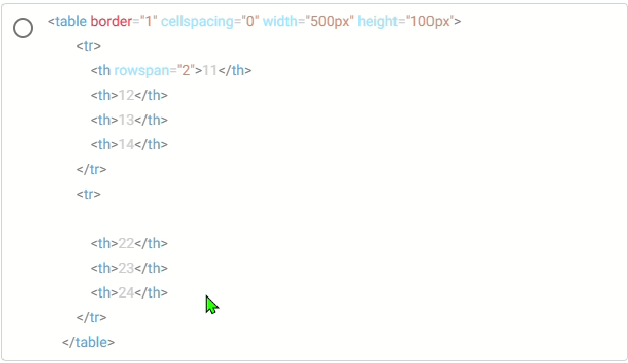 <table border="1" cellspacing="0" width="500px" height="100px">
<tr>
<th rowspan="2">11</th>
<th>12</th>
<th>13</th>
<th>14</th>
</tr>
<tr>
<th>22</th>
<th>23</th>
<th>24</th>
</tr>
</table>